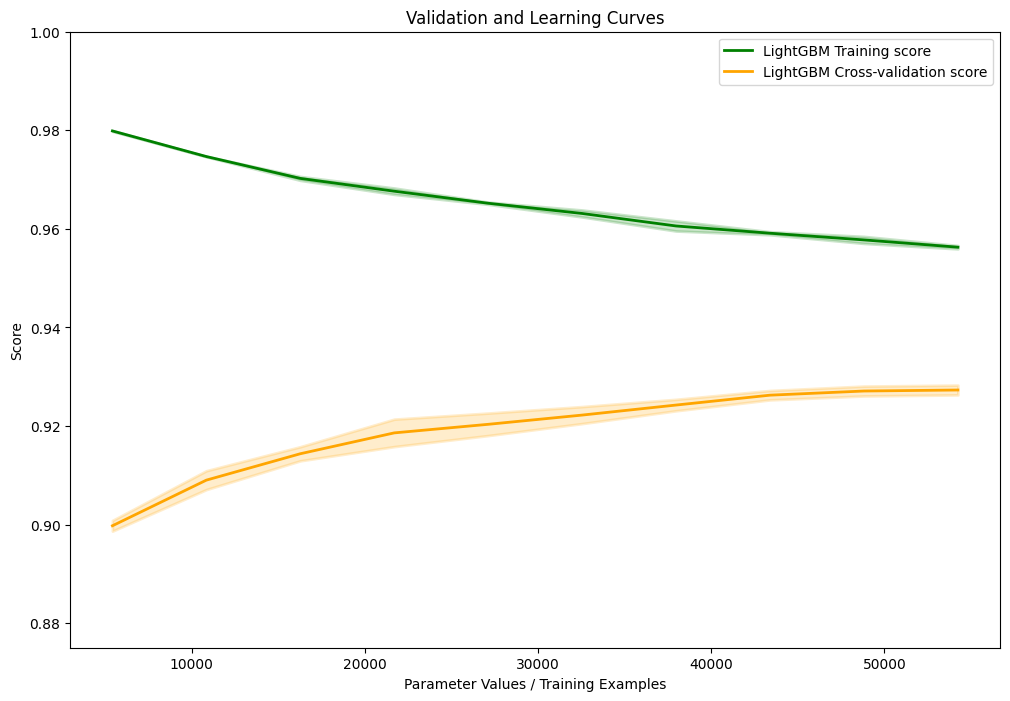 Validation and Learning Curves
LightGBM Training score
LightGBM Cross-validation score
Score
1.00
0.98
0.96
0.94
0.92
0.90
0.88
10000 20000 30000 40000 50000
Parameter Values / Training Examples